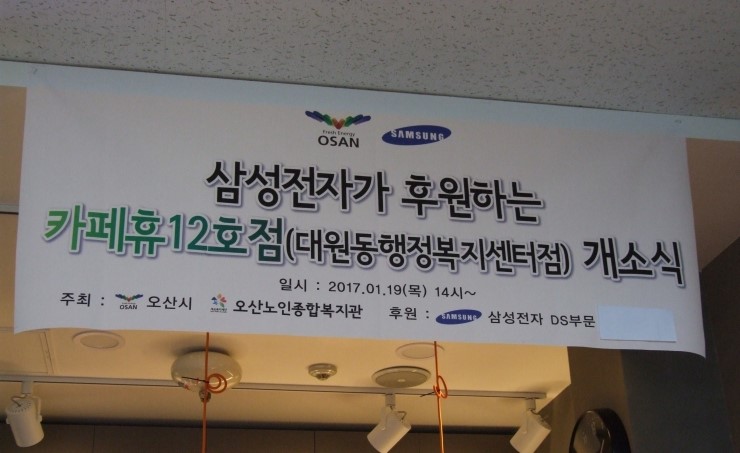 Fresh Energy
OSAN SAMSUNG
삼성전자가 후원하는
카페휴12호점(대원동행정복지센터점) 개소식
일시 : 2017.01.19(목) 14시~
주최 : OSAN 오산시 오산노인종합복지관 후원 : SAMSUNG 삼성전자 DS부문